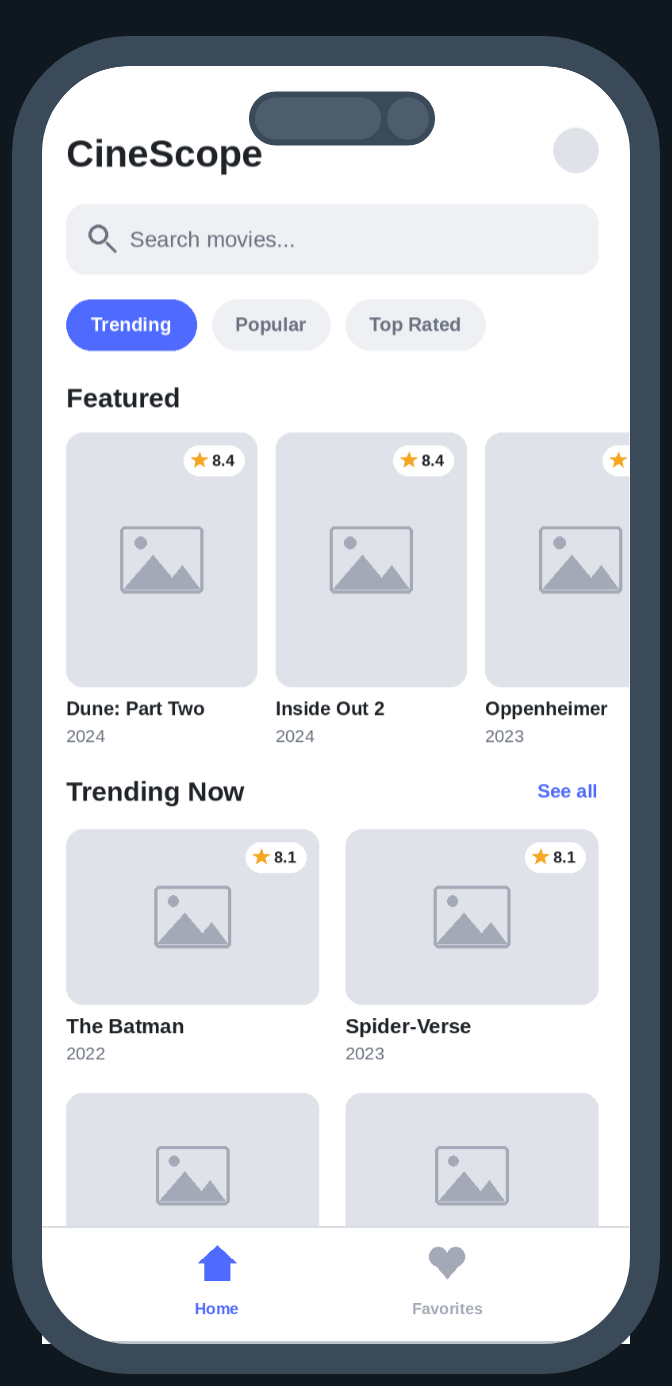 CineScope
Search movies...
Trending Popular Top Rated
Featured
8.4 8.4
Dune: Part Two Inside Out 2 Oppenheimer
2024 2024 2023
Trending Now See all
8.1 8.1
The Batman Spider-Verse
2022 2023
Home Favorites